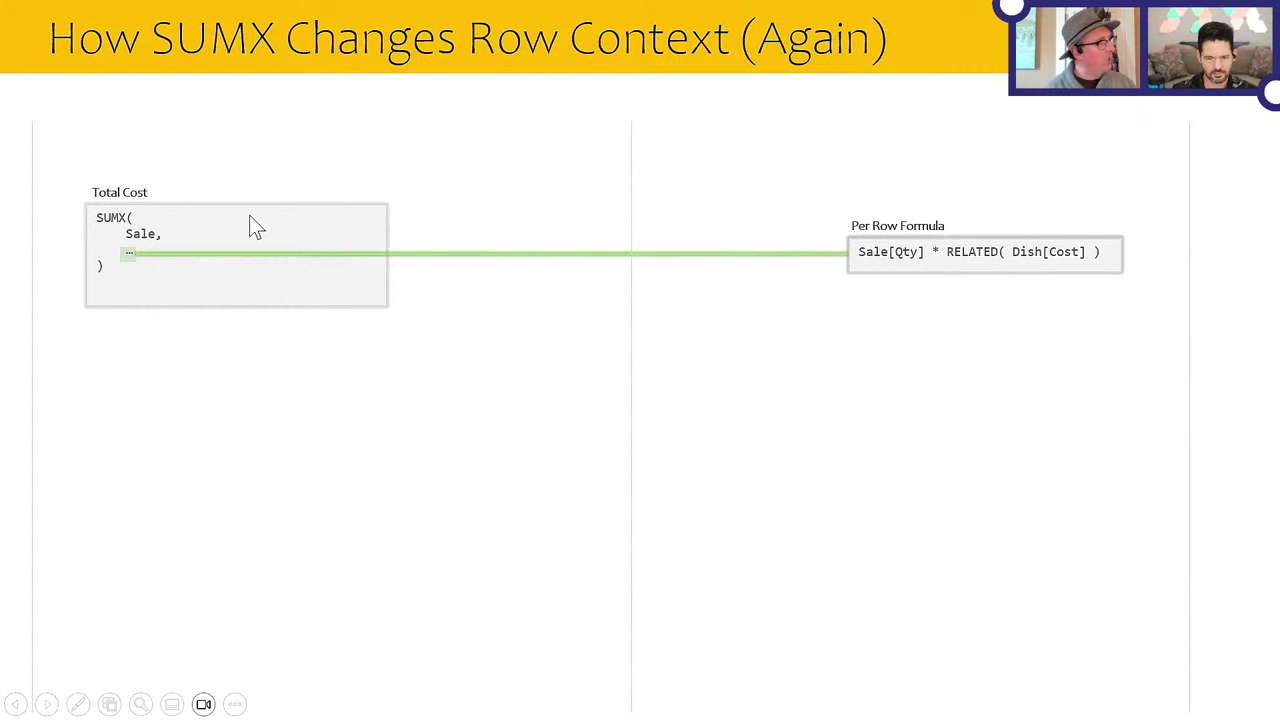 How SUMX Changes Row Context (Again)
Total Cost
SUMX(
Sale,
...
)
Per Row Formula
Sale[Qty] * RELATED( Dish[Cost] )